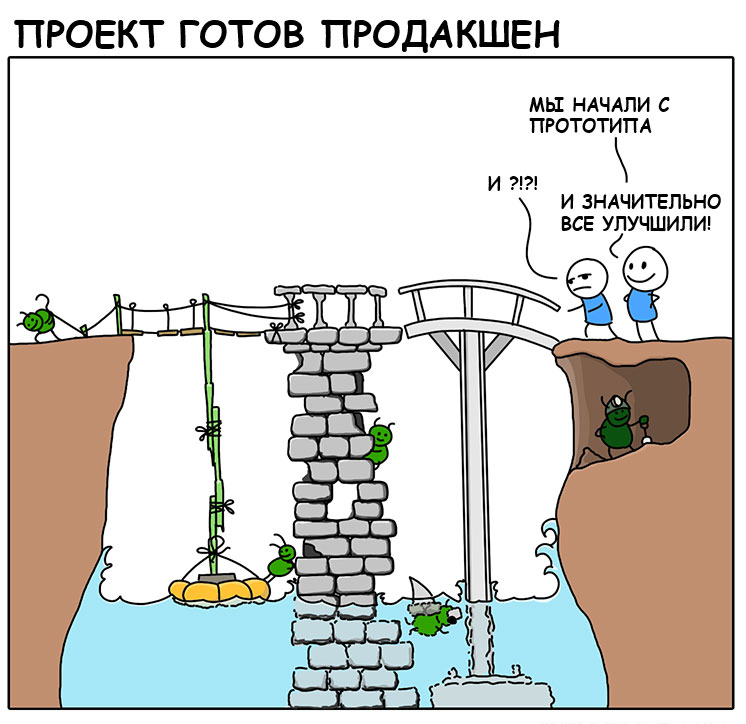 ПРОЕКТ ГОТОВ ПРОДАКШЕН
МЫ НАЧАЛИ С
ПРОТОТИПА
И ?!?!
И ЗНАЧИТЕЛЬНО
ВСЕ УЛУЧШИЛИ!